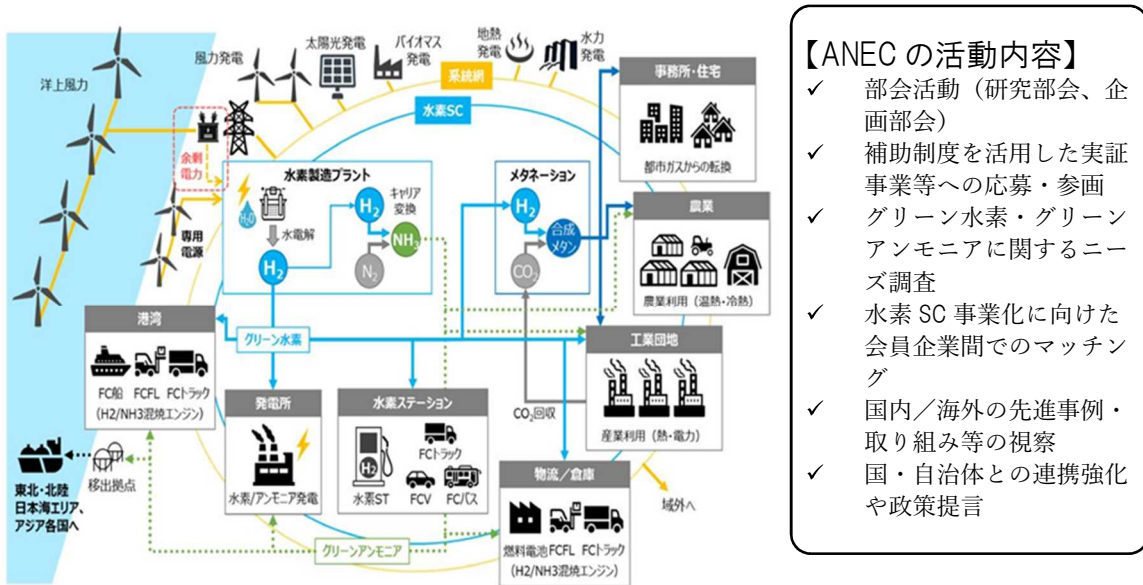 洋上風力
風力発電
太陽光発電
バイオマス
発電
地熱
発電
水力
発電
系統網
水素SC
余剰
電力
専用
電源
水素製造プラント
H₂O
水電解
H₂
H₂
キャリア
変換
N₂
NH₃
メタネーション
H₂
CO₂
合成
メタン
事務所・住宅
都市ガスからの転換
農業
農業利用（温熱・冷熱）
工業団地
産業利用（熱・電力）
CO₂回収
港湾
FC船
FCFL
FCトラック
(H2/NH3混焼エンジン)
グリーン水素
発電所
水素/アンモニア発電
水素ステーション
H₂
FCトラック
水素ST
FCV
FCバス
物流／倉庫
燃料電池
FCFL
FCトラック
(H2/NH3混焼エンジン)
域外へ
移出拠点
東北・北陸
日本海エリア、
アジア各国へ
グリーンアンモニア
【ANEC の活動内容】
✓ 部会活動（研究部会、企
画部会）
✓ 補助制度を活用した実証
事業等への応募・参画
✓ グリーン水素・グリーン
アンモニアに関するニー
ズ調査
✓ 水素 SC 事業化に向けた
会員企業間でのマッチン
グ
✓ 国内／海外の先進事例・
取り組み等の視察
✓ 国・自治体との連携強化
や政策提言